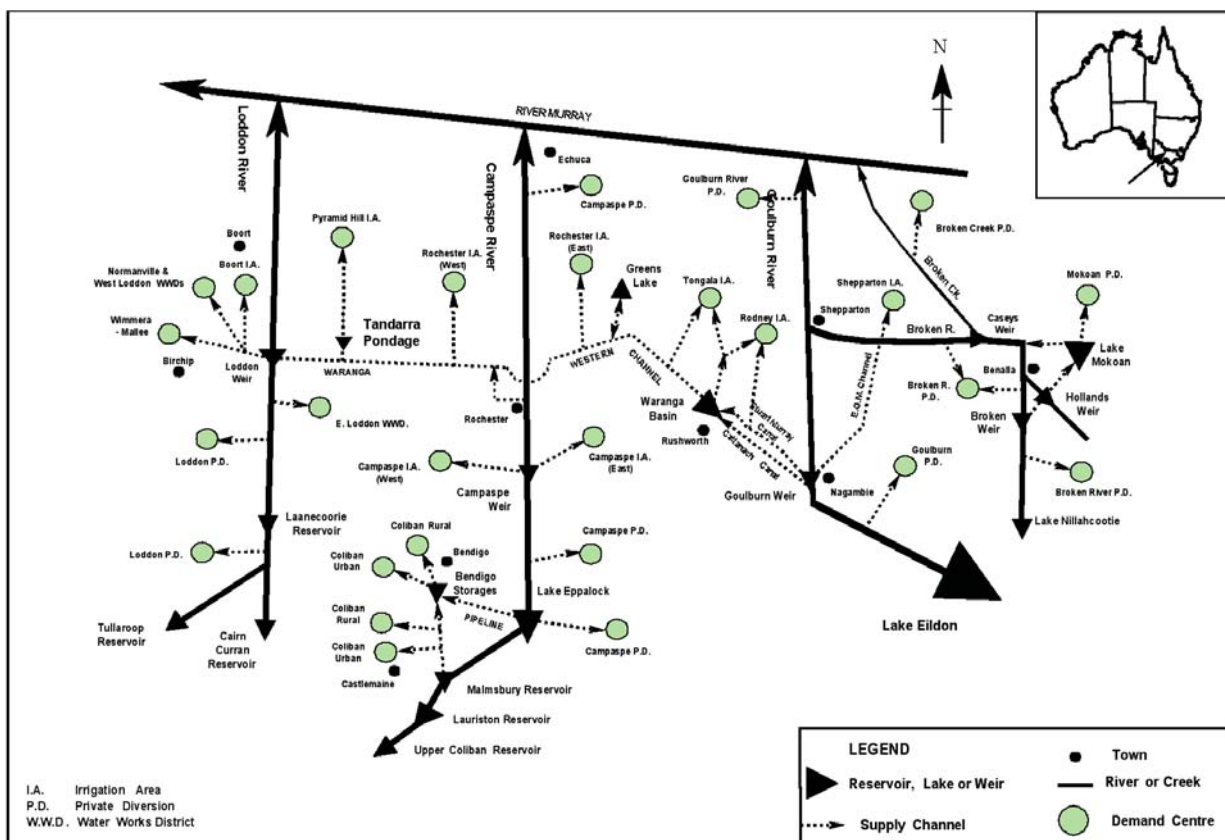 N
RIVER MURRAY
Loddon River
Campaspe River
Goulburn River
Echuca
Campaspe P.D.
Goulburn River
P.D.
Broken Creek P.D.
Broken CK.
Pyramid Hill I.A.
Boort
Normanville &
West Loddon WWDs
Boort I.A.
Rochester I.A.
(West)
Rochester I.A.
(East)
Greens
Lake
Tongala I.A.
Rodney I.A.
Shepparton I.A.
Shepparton
Mokoan P.D.
Broken R.
Caseys
Weir
Lake
Mokoan
Wimmera
- Mallee
Birchip
Loddon
Weir
Tandarra
Pondage
WARANGA
WESTERN
CHANNEL
Waranga
Basin
Rushworth
Stuart Murray
Canal
Cattanach Canal
E.G.M. Channel
Benalla
Broken R.
P.D.
Hollands
Weir
Broken
Weir
Rochester
E. Loddon WWD.
Loddon P.D.
Campaspe I.A.
(West)
Campaspe I.A.
(East)
Campaspe
Weir
Goulburn Weir
Nagambie
Goulburn
P.D.
Broken River P.D.
Lake Nillahcootie
Laanecoorie
Reservoir
Loddon P.D.
Coliban Rural
Coliban
Urban
Bendigo
Bendigo
Storages
Campaspe P.D.
Lake Eppalock
PIPELINE
Coliban
Rural
Coliban
Urban
Castlemaine
Campaspe P.D.
Lake Eildon
Tullaroop
Reservoir
Cairn
Curran
Reservoir
Malmsbury Reservoir
Lauriston Reservoir
Upper Coliban Reservoir
I.A. Irrigation Area
P.D. Private Diversion
W.W.D. Water Works District
LEGEND
Reservoir, Lake or Weir
Supply Channel
Town
River or Creek
Demand Centre